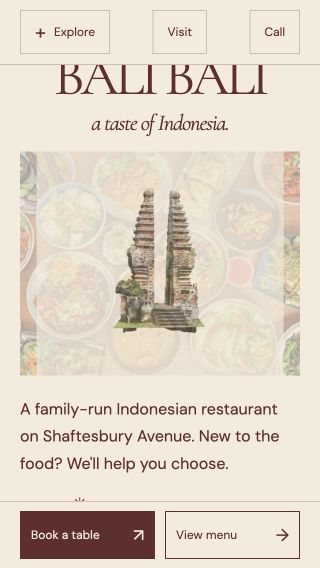 + Explore
Visit
Call
BALI BALI
a taste of Indonesia.
A family-run Indonesian restaurant
on Shaftesbury Avenue. New to the
food? We'll help you choose.
Book a table
View menu